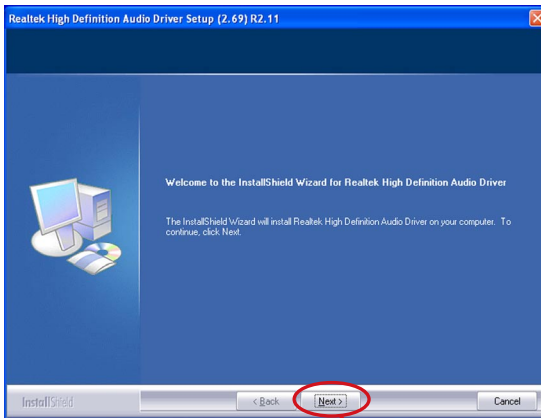 Realtek High Definition Audio Driver Setup (2.69) R2.11
Welcome to the InstallShield Wizard for Realtek High Definition Audio Driver
The InstallShield Wizard will install Realtek High Definition Audio Driver on your computer. To
continue, click Next.
InstallShield
< Back
Next >
Cancel